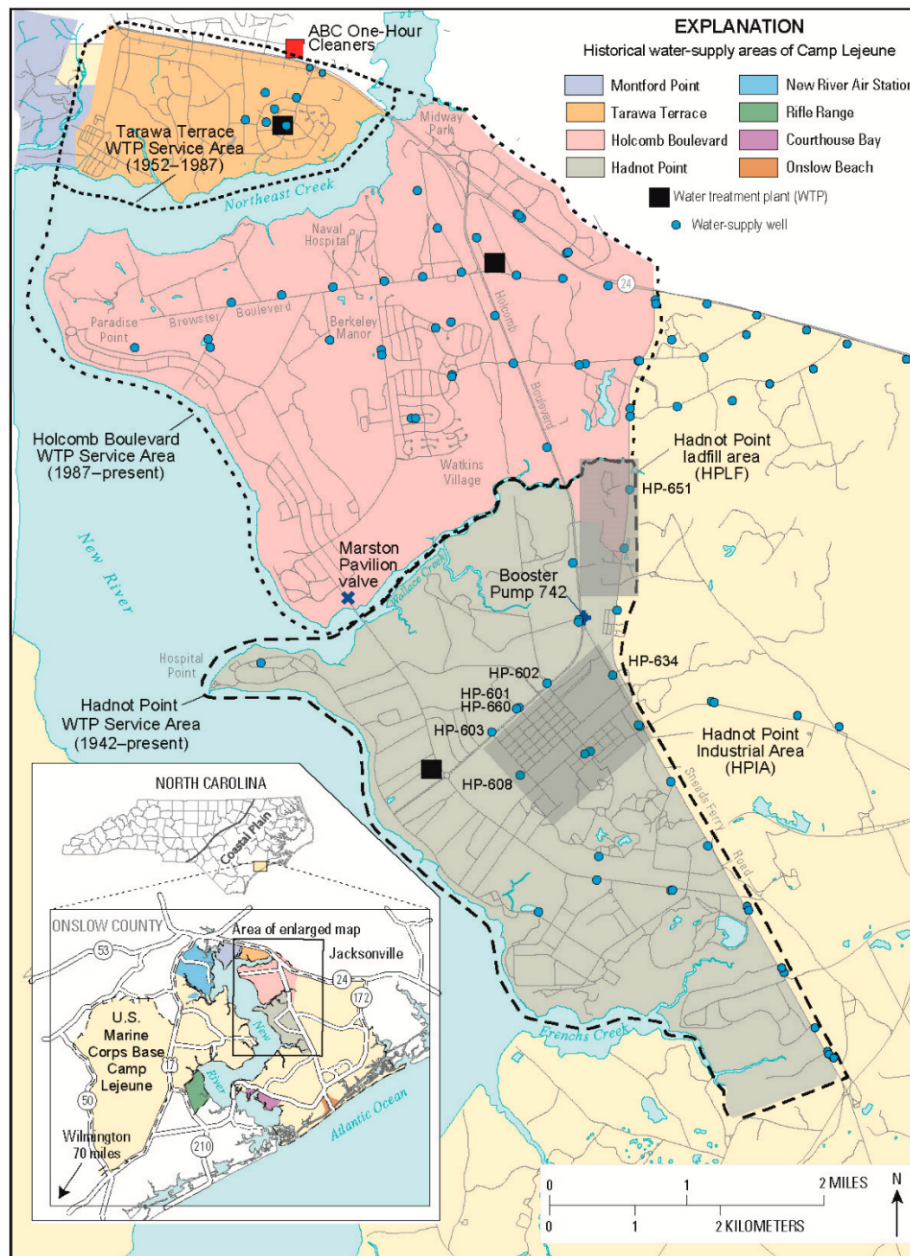 ABC One-Hour
Cleaners
EXPLANATION
Historical water-supply areas of Camp Lejeune
Montford Point
Tarawa Terrace
Holcomb Boulevard
Hadnot Point
New River Air Station
Rifle Range
Courthouse Bay
Onslow Beach
Water treatment plant (WTP)
Water-supply well
Tarawa Terrace
WTP Service Area
(1952–1987)
Midway
Park
Northeast Creek
Naval
Hospital
24
Holcomb
Boulevard
Paradise
Point
Brewster
Boulevard
Berkeley
Manor
Holcomb Boulevard
WTP Service Area
(1987–present)
Watkins
Village
Hadnot Point
ladfill area
(HPLF)
HP-651
New River
Marston
Pavilion
valve
Wallace Creek
Booster
Pump 742
Hospital
Point
HP-602
HP-634
HP-601
HP-660
HP-603
HP-608
Hadnot Point
WTP Service Area
(1942–present)
Hadnot Point
Industrial Area
(HPIA)
Sneads Ferry
Road
Frenchs Creek
NORTH CAROLINA
Coastal Plain
ONSLOW COUNTY
Area of enlarged map
Jacksonville
53
24
172
U.S.
Marine
Corps Base
Camp
Lejeune
17
New
River
50
210
Atlantic Ocean
Wilmington
70 miles
0 1 2 MILES
0 1 2 KILOMETERS
N